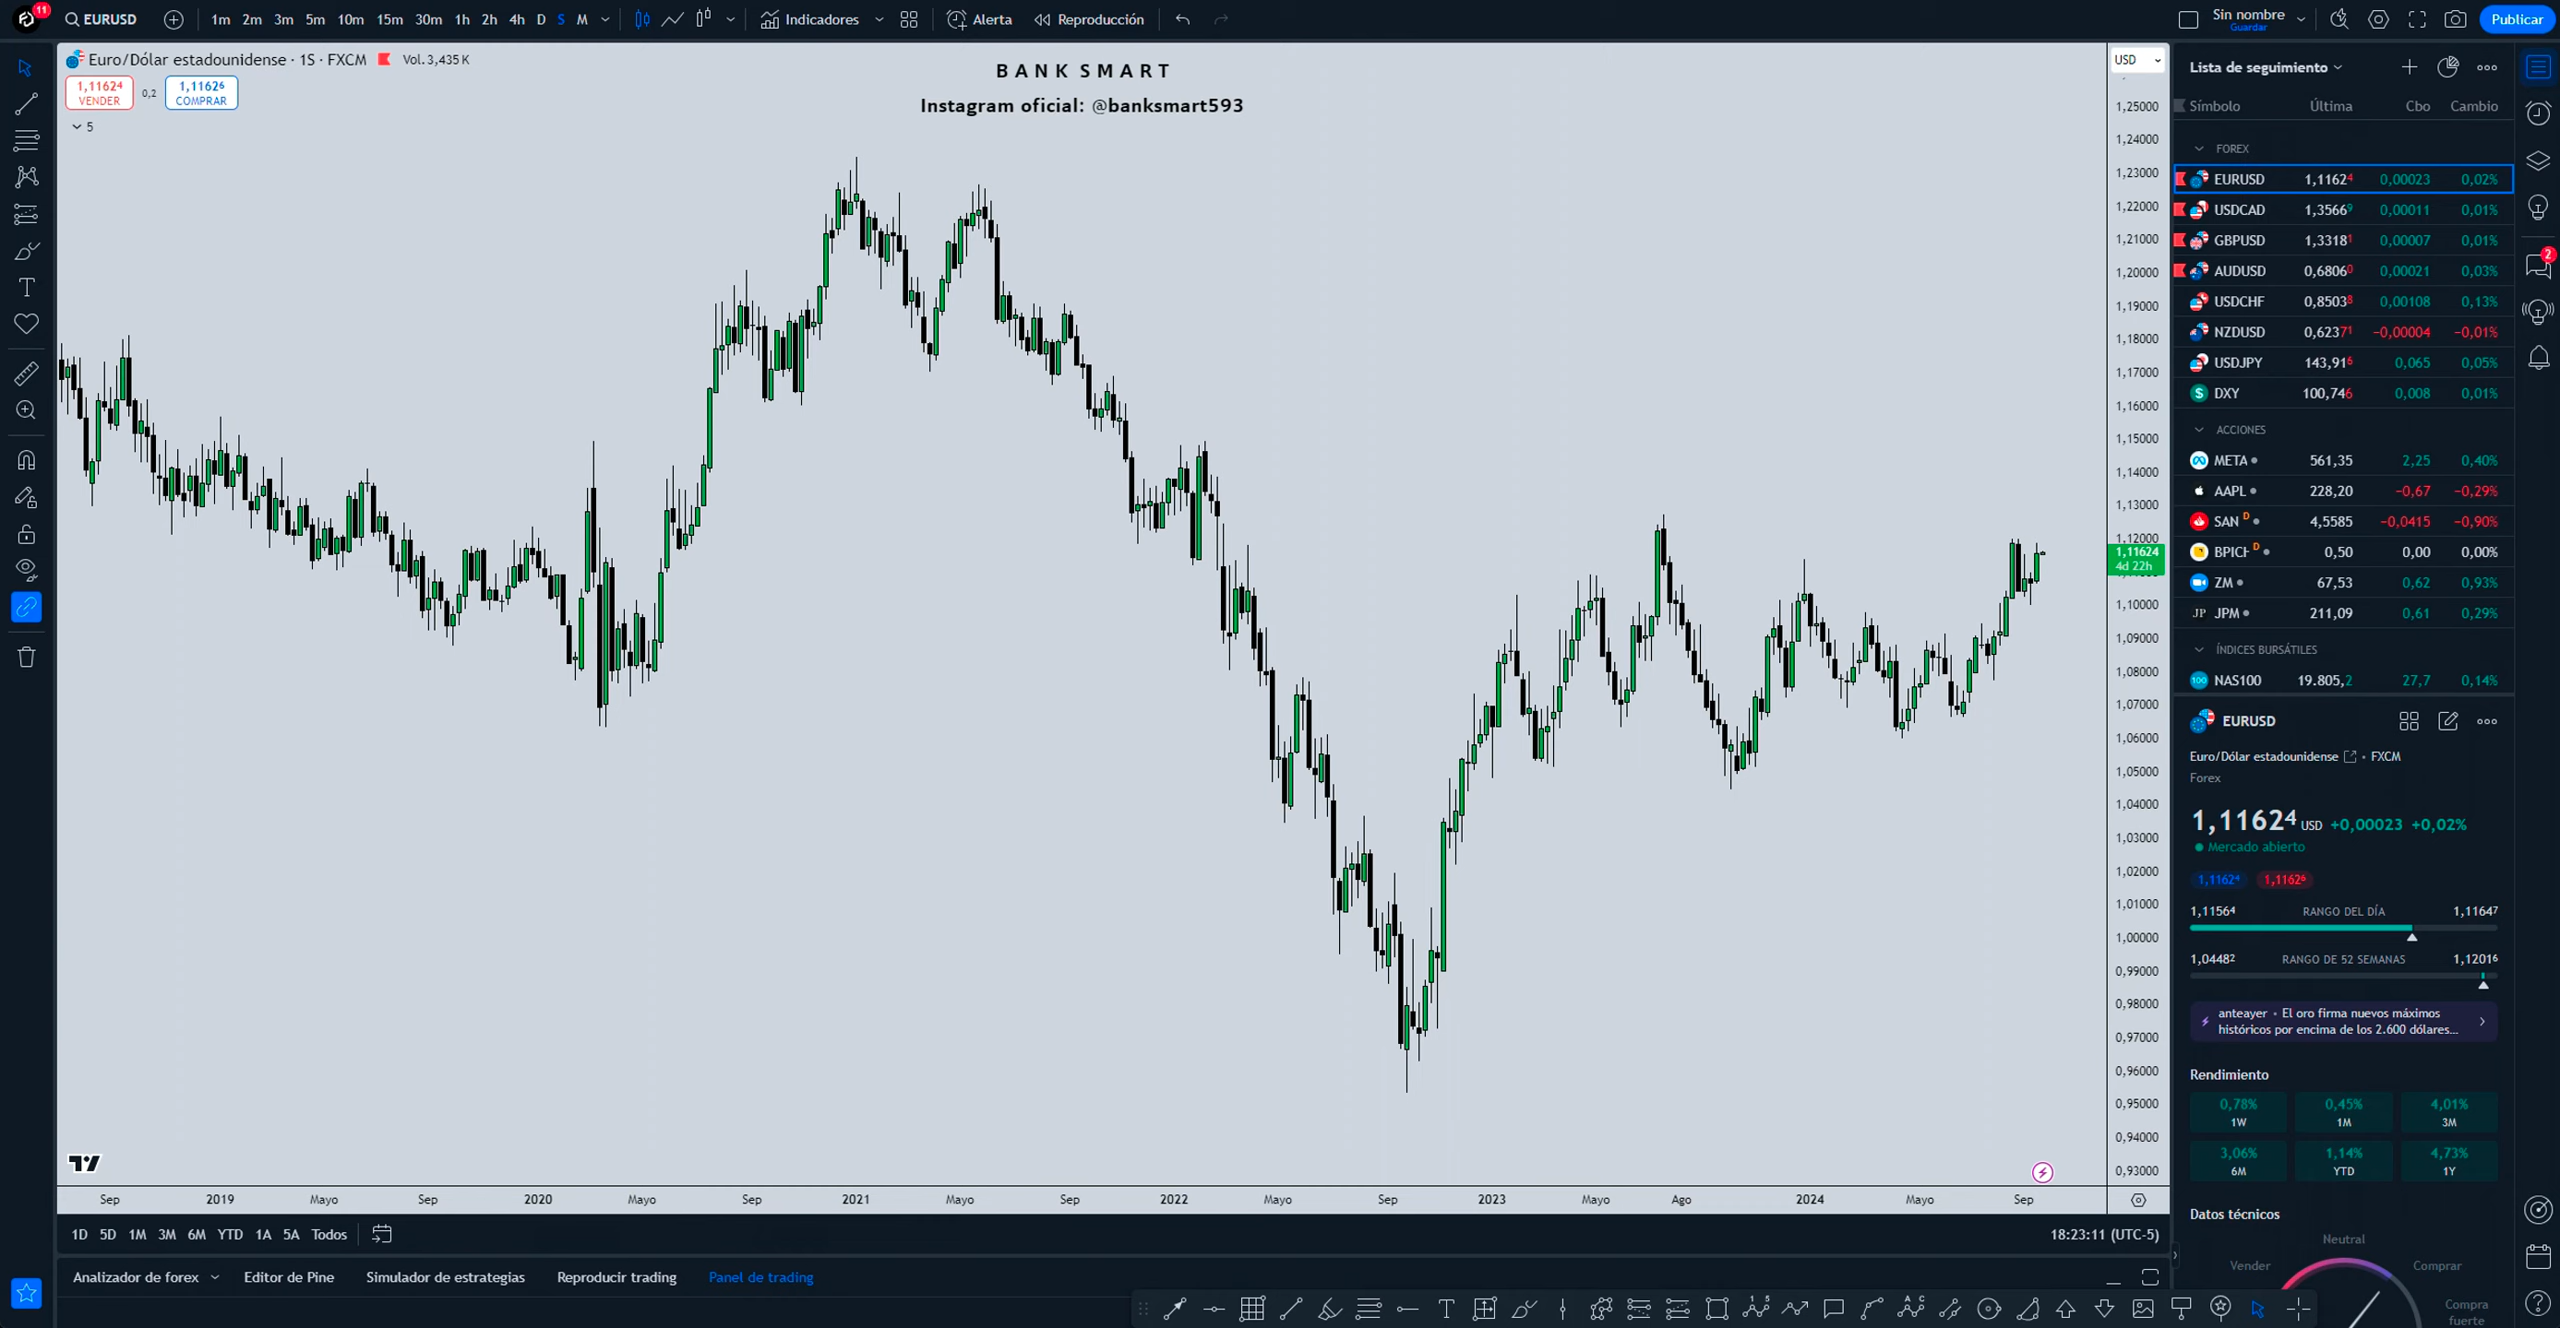 11
EURUSD
1m 2m 3m 5m 10m 15m 30m 1h 2h 4h D S M
Indicadores
Alerta
Reproducción
Sin nombre
Guardar
Publicar
Euro/Dólar estadounidense · 1S · FXCM Vol. 3,435 K
1,11624
VENDER
0,2
1,11626
COMPRAR
5
BANK SMART
Instagram oficial: @banksmart593
USD
1,25000
1,24000
1,23000
1,22000
1,21000
1,20000
1,19000
1,18000
1,17000
1,16000
1,15000
1,14000
1,13000
1,12000
1,11624
4d 22h
1,10000
1,09000
1,08000
1,07000
1,06000
1,05000
1,04000
1,03000
1,02000
1,01000
1,00000
0,99000
0,98000
0,97000
0,96000
0,95000
0,94000
0,93000
Sep 2019 Mayo Sep 2020 Mayo Sep 2021 Mayo Sep 2022 Mayo Sep 2023 Mayo Ago 2024 Mayo Sep
1D 5D 1M 3M 6M YTD 1A 5A Todos
18:23:11 (UTC-5)
Analizador de forex Editor de Pine Simulador de estrategias Reproducir trading Panel de trading
Lista de seguimiento
Símbolo Última Cbo Cambio
FOREX
EURUSD 1,11624 0,00023 0,02%
USDCAD 1,35669 0,00011 0,01%
GBPUSD 1,33181 0,00007 0,01%
AUDUSD 0,68060 0,00021 0,03%
USDCHF 0,85038 0,00108 0,13%
NZDUSD 0,62371 −0,00004 −0,01%
USDJPY 143,916 0,065 0,05%
DXY 100,746 0,008 0,01%
ACCIONES
META 561,35 2,25 0,40%
AAPL 228,20 −0,67 −0,29%
SAN D 4,5585 −0,0415 −0,90%
BPICH D 0,50 0,00 0,00%
ZM 67,53 0,62 0,93%
JP JPM 211,09 0,61 0,29%
ÍNDICES BURSÁTILES
100 NAS100 19.805,2 27,7 0,14%
2
EURUSD
Euro/Dólar estadounidense • FXCM
Forex
1,11624 USD +0,00023 +0,02%
Mercado abierto
1,11624 1,11626
1,11564 RANGO DEL DÍA 1,11647
1,04482 RANGO DE 52 SEMANAS 1,12016
anteayer • El oro firma nuevos máximos
históricos por encima de los 2.600 dólares...
Rendimiento
0,78% 0,45% 4,01%
1W 1M 3M
3,06% 1,14% 4,73%
6M YTD 1Y
Datos técnicos
Neutral
Vender Comprar
Compra
fuerte